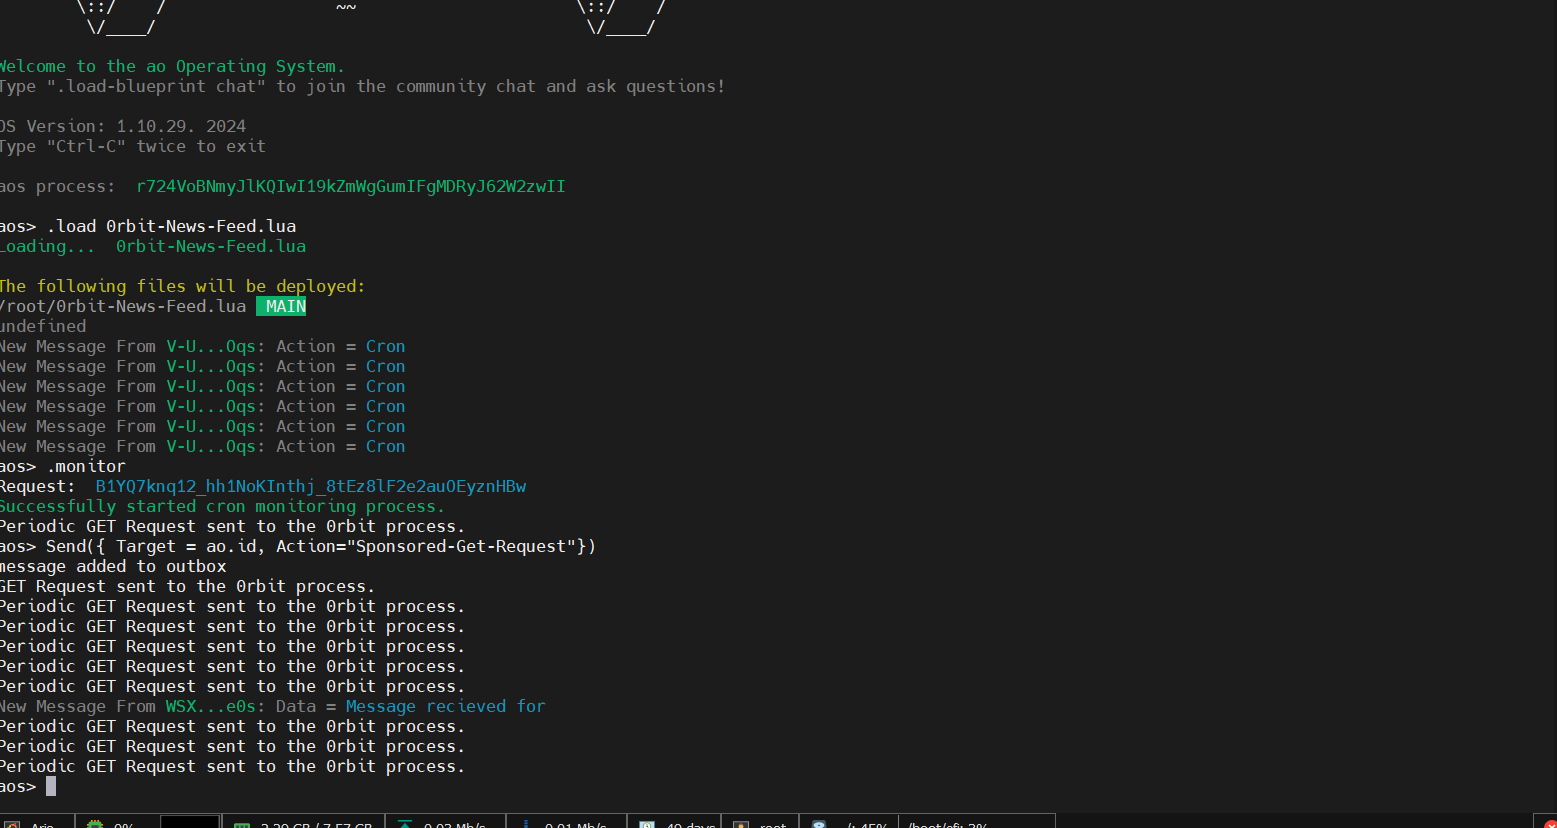 \::/    /                 ~~                      \::/    /
\/____/                                           \/____/
Welcome to the ao Operating System.
Type ".load-blueprint chat" to join the community chat and ask questions!
OS Version: 1.10.29. 2024
Type "Ctrl-C" twice to exit
aos process:  r724VoBNmyJlKQIwI19kZmWgGumIFgMDRyJ62W2zwII
aos> .load 0rbit-News-Feed.lua
Loading...  0rbit-News-Feed.lua
The following files will be deployed:
/root/0rbit-News-Feed.lua  MAIN
undefined
New Message From V-U...Oqs: Action = Cron
New Message From V-U...Oqs: Action = Cron
New Message From V-U...Oqs: Action = Cron
New Message From V-U...Oqs: Action = Cron
New Message From V-U...Oqs: Action = Cron
New Message From V-U...Oqs: Action = Cron
aos> .monitor
Request:  B1YQ7knq12_hh1NoKInthj_8tEz8lF2e2auOEyznHBw
Successfully started cron monitoring process.
Periodic GET Request sent to the 0rbit process.
aos> Send({ Target = ao.id, Action="Sponsored-Get-Request"})
message added to outbox
GET Request sent to the 0rbit process.
Periodic GET Request sent to the 0rbit process.
Periodic GET Request sent to the 0rbit process.
Periodic GET Request sent to the 0rbit process.
Periodic GET Request sent to the 0rbit process.
Periodic GET Request sent to the 0rbit process.
New Message From WSX...e0s: Data = Message recieved for
Periodic GET Request sent to the 0rbit process.
Periodic GET Request sent to the 0rbit process.
Periodic GET Request sent to the 0rbit process.
aos>
0% 2.29 GB / 7.57 GB 0.03 Mb/s 0.01 Mb/s 49 days root /: 45% /boot/efi: 3%